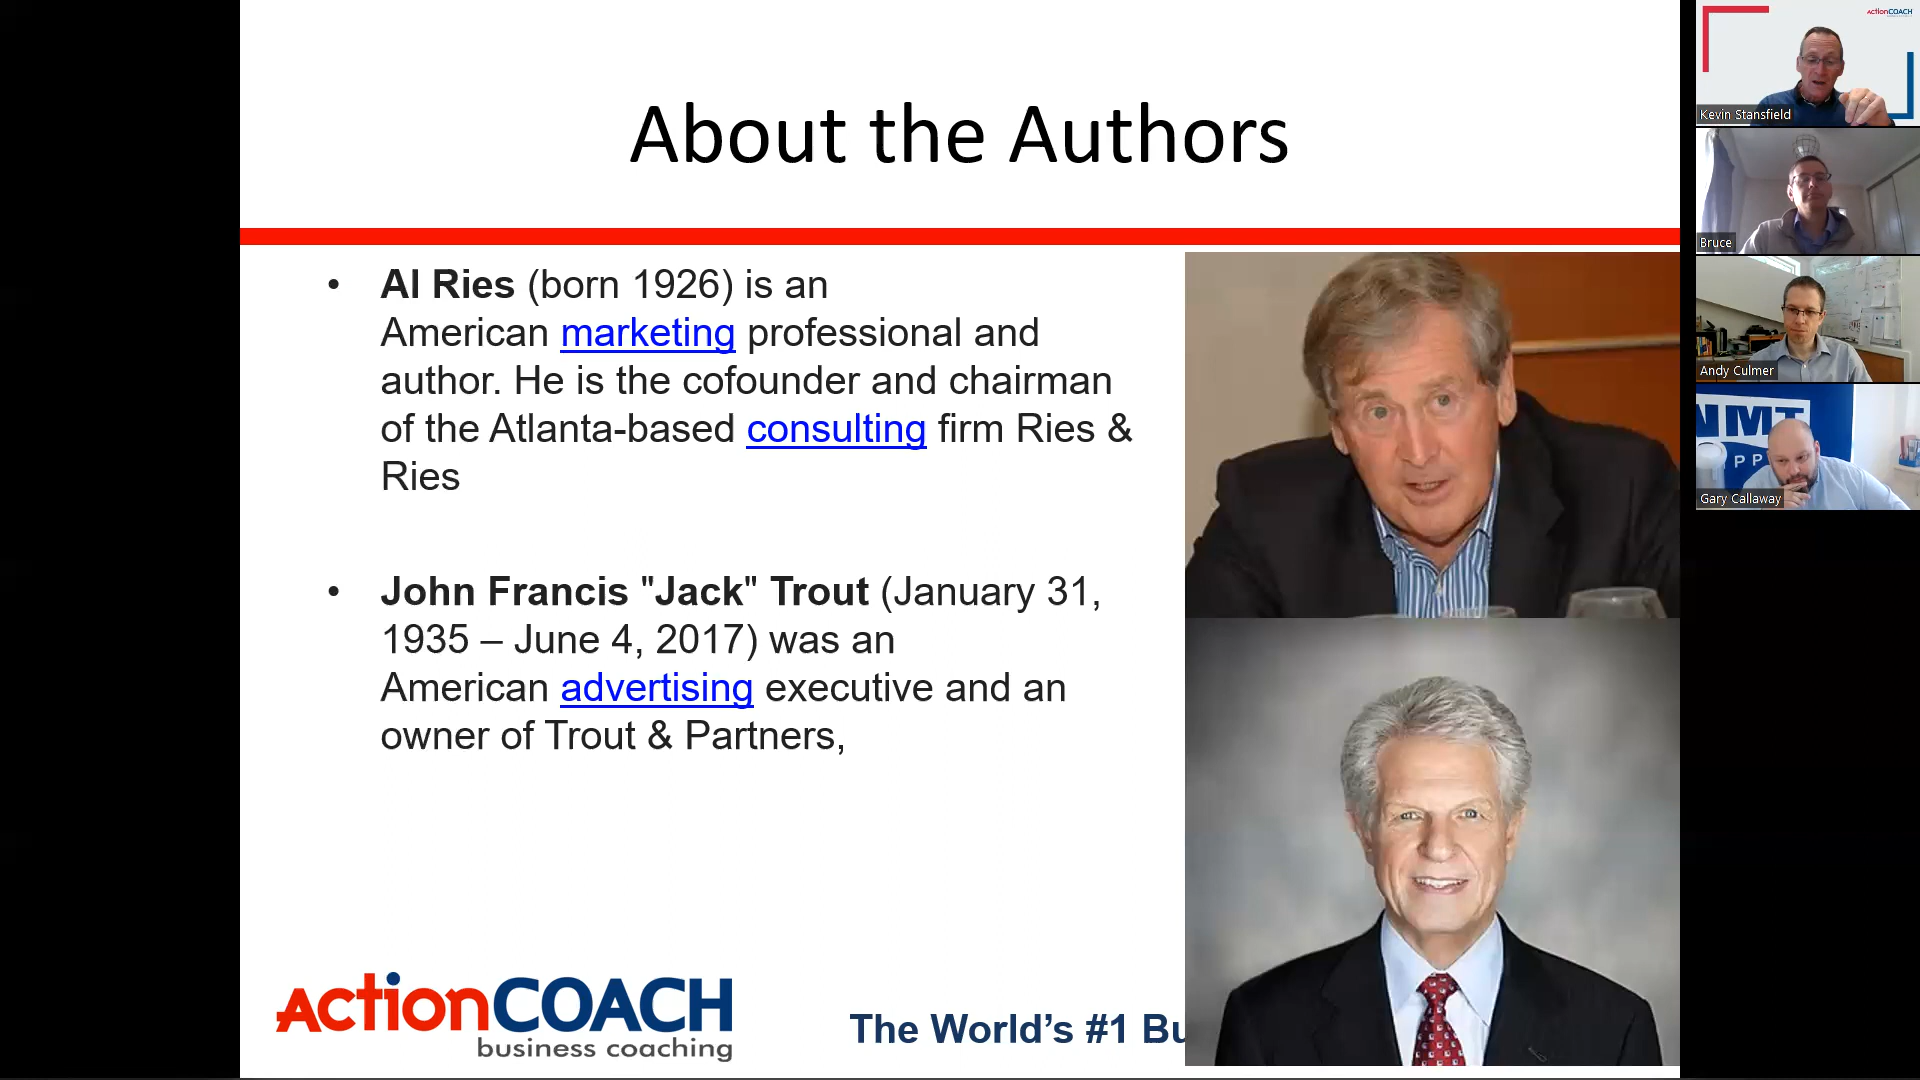 About the Authors
• Al Ries (born 1926) is an
American marketing professional and
author. He is the cofounder and chairman
of the Atlanta-based consulting firm Ries &
Ries
• John Francis "Jack" Trout (January 31,
1935 – June 4, 2017) was an
American advertising executive and an
owner of Trout & Partners,
ActionCOACH
business coaching
The World's #1 Bu
ActionCOACH
Kevin Stansfield
Bruce
Andy Culmer
NMT
PP
Gary Callaway